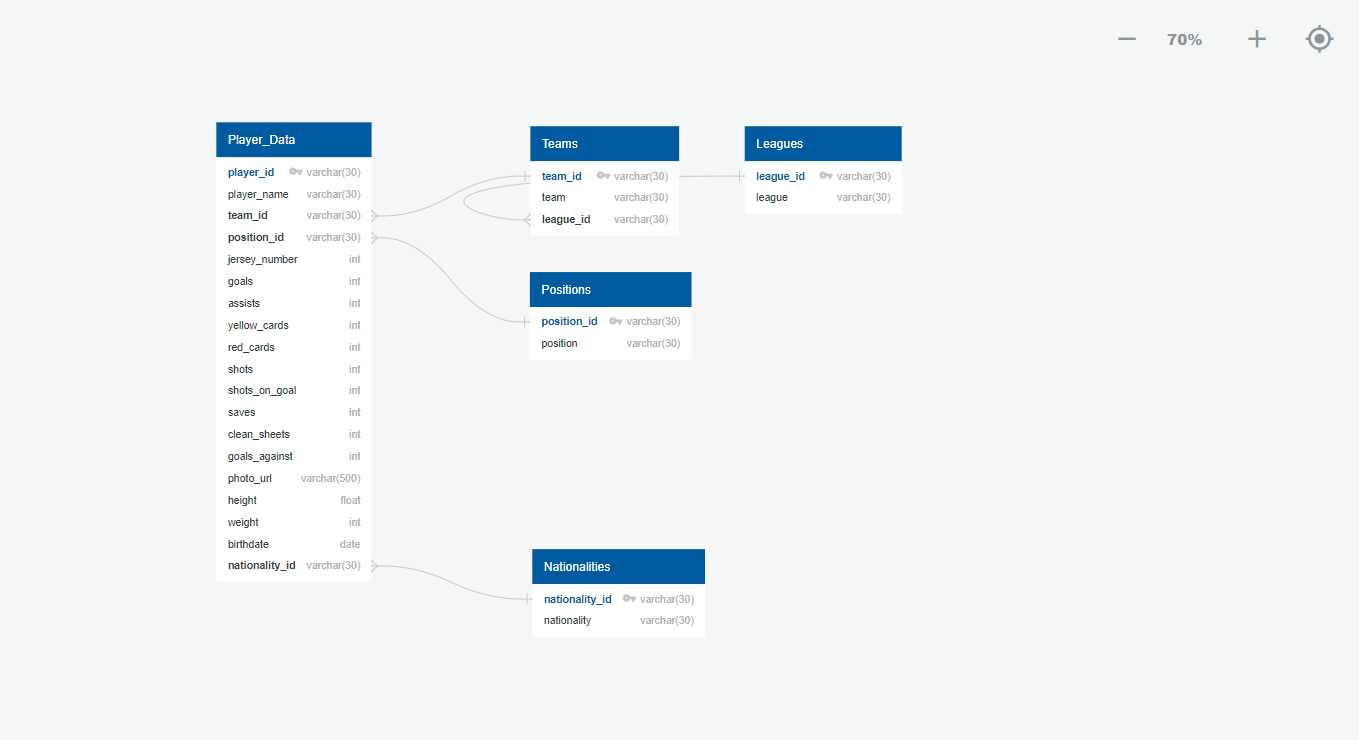 70%
Player_Data
player_id varchar(30)
player_name varchar(30)
team_id varchar(30)
position_id varchar(30)
jersey_number int
goals int
assists int
yellow_cards int
red_cards int
shots int
shots_on_goal int
saves int
clean_sheets int
goals_against int
photo_url varchar(500)
height float
weight int
birthdate date
nationality_id varchar(30)
Teams
team_id varchar(30)
team varchar(30)
league_id varchar(30)
Leagues
league_id varchar(30)
league varchar(30)
Positions
position_id varchar(30)
position varchar(30)
Nationalities
nationality_id varchar(30)
nationality varchar(30)